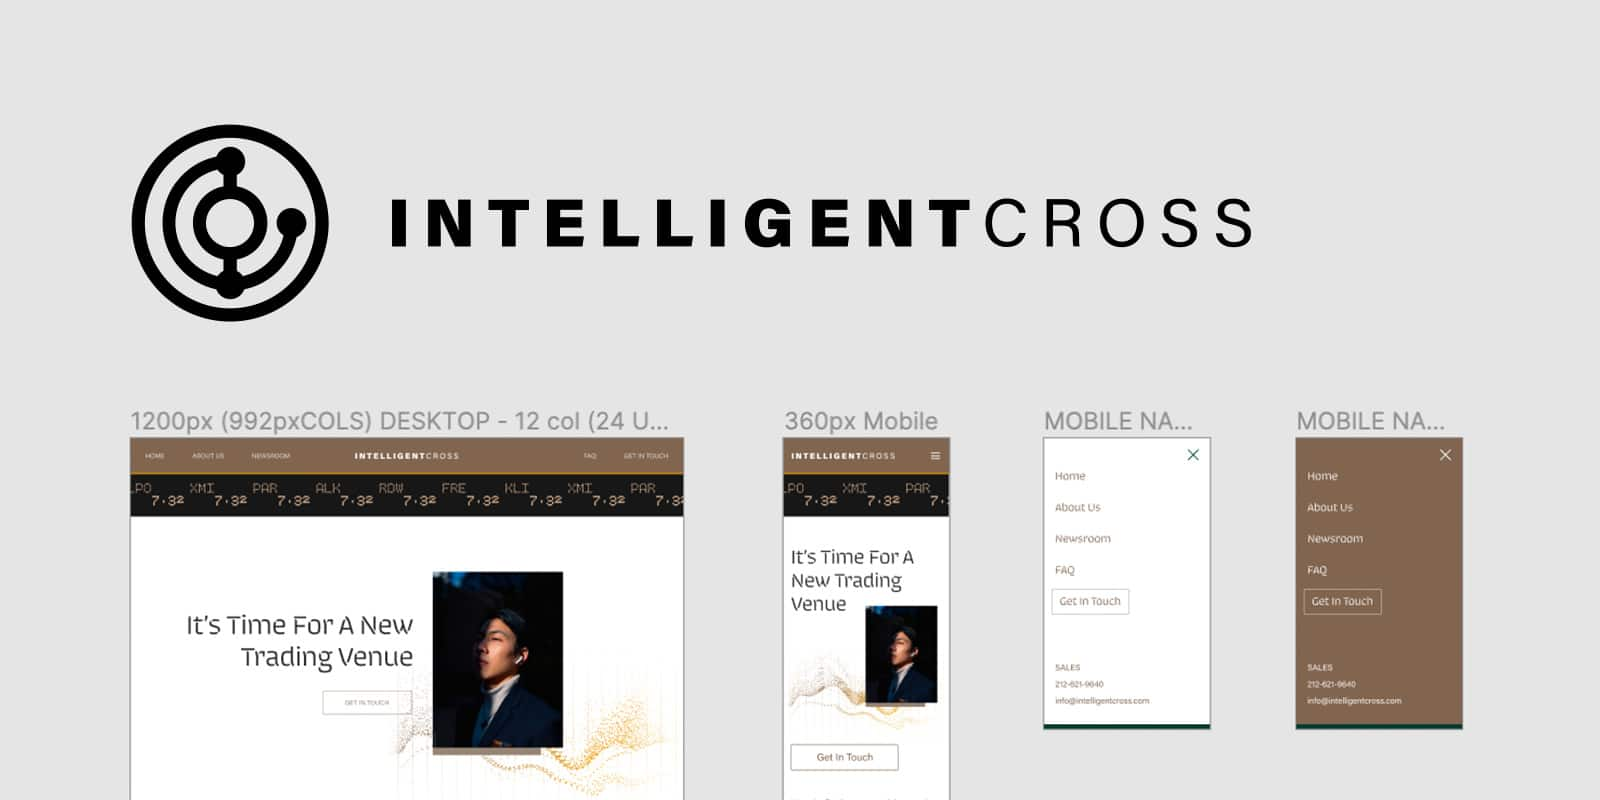 INTELLIGENTCROSS
1200px (992pxCOLS) DESKTOP - 12 col (24 U...
HOME ABOUT US NEWSROOM INTELLIGENTCROSS FAQ GET IN TOUCH
LPO XMI PAR ALK RDW FRE KLI XMI PAR
7.32 7.32 7.32 7.32 7.32 7.32 7.32 7.32 7.32
It's Time For A New
Trading Venue
GET IN TOUCH
360px Mobile
INTELLIGENTCROSS
LPO XMI PAR
7.32 7.32 7.
It's Time For A
New Trading
Venue
Get In Touch
MOBILE NA...
Home
About Us
Newsroom
FAQ
Get In Touch
SALES
212-621-9640
info@intelligentcross.com
MOBILE NA...
Home
About Us
Newsroom
FAQ
Get In Touch
SALES
212-621-9640
info@intelligentcross.com